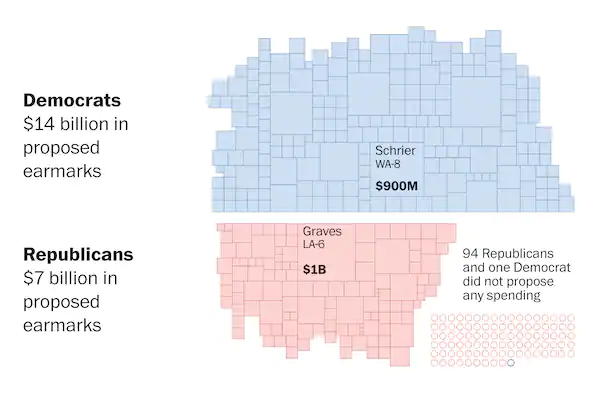 Democrats
$14 billion in
proposed
earmarks
Schrier
WA-8
$900M
Republicans
$7 billion in
proposed
earmarks
Graves
LA-6
$1B
94 Republicans
and one Democrat
did not propose
any spending